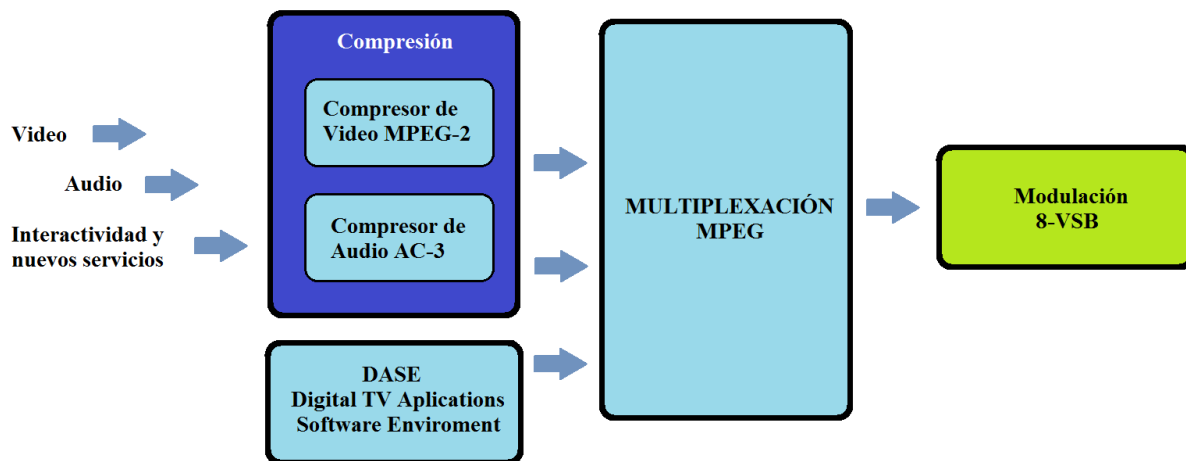 Video
Audio
Interactividad y
nuevos servicios
Compresión
Compresor de
Video MPEG-2
Compresor de
Audio AC-3
DASE
Digital TV Aplications
Software Enviroment
MULTIPLEXACIÓN
MPEG
Modulación
8-VSB